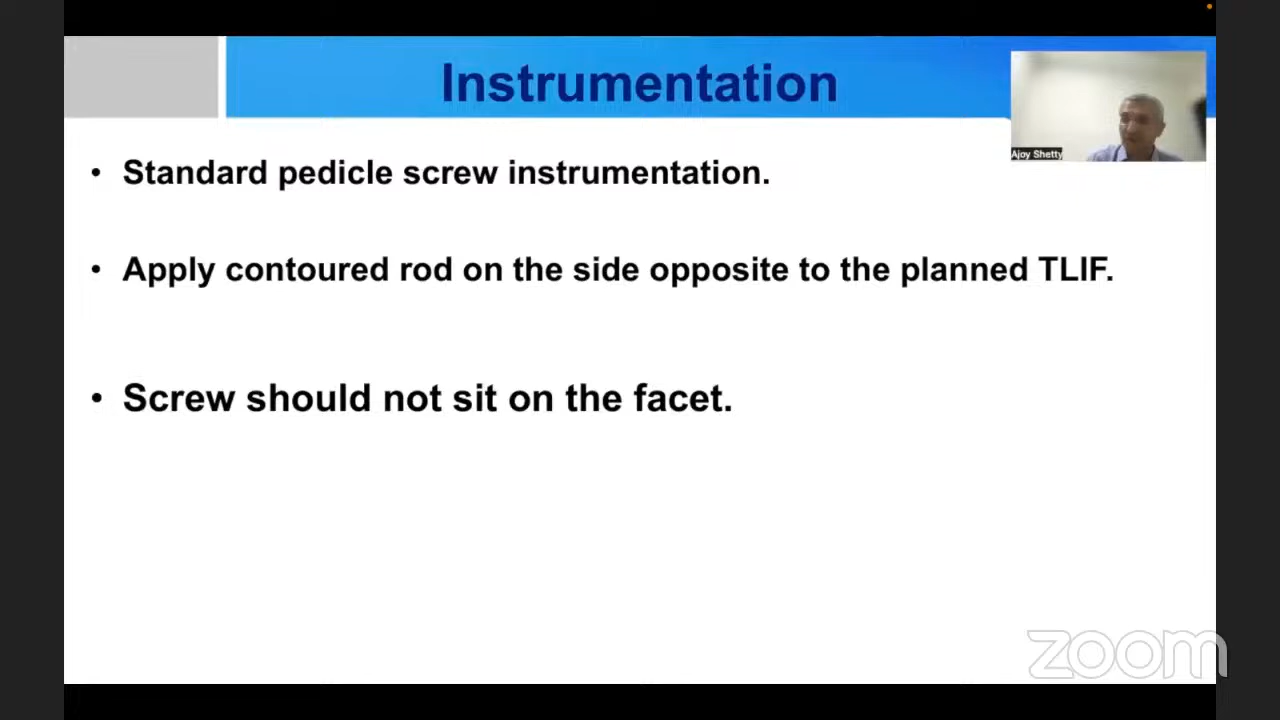 Instrumentation
Ajoy Shetty
• Standard pedicle screw instrumentation.
• Apply contoured rod on the side opposite to the planned TLIF.
• Screw should not sit on the facet.
zoom